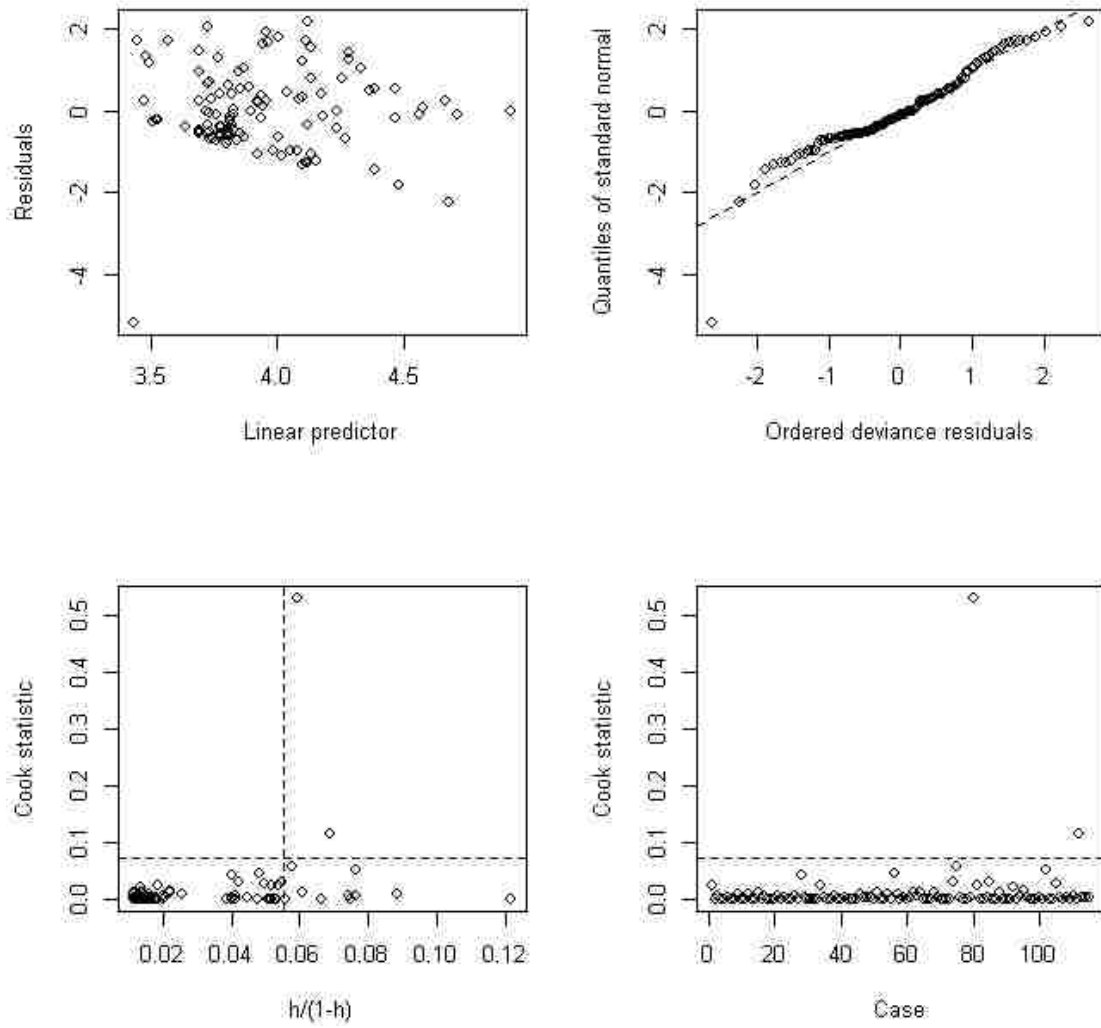 Residuals
2
0
-2
-4
3.5 4.0 4.5
Linear predictor
Quantiles of standard normal
2
0
-2
-4
-2 -1 0 1 2
Ordered deviance residuals
Cook statistic
0.5
0.4
0.3
0.2
0.1
0.0
0.02 0.04 0.06 0.08 0.10 0.12
h/(1-h)
Cook statistic
0.5
0.4
0.3
0.2
0.1
0.0
0 20 40 60 80 100
Case